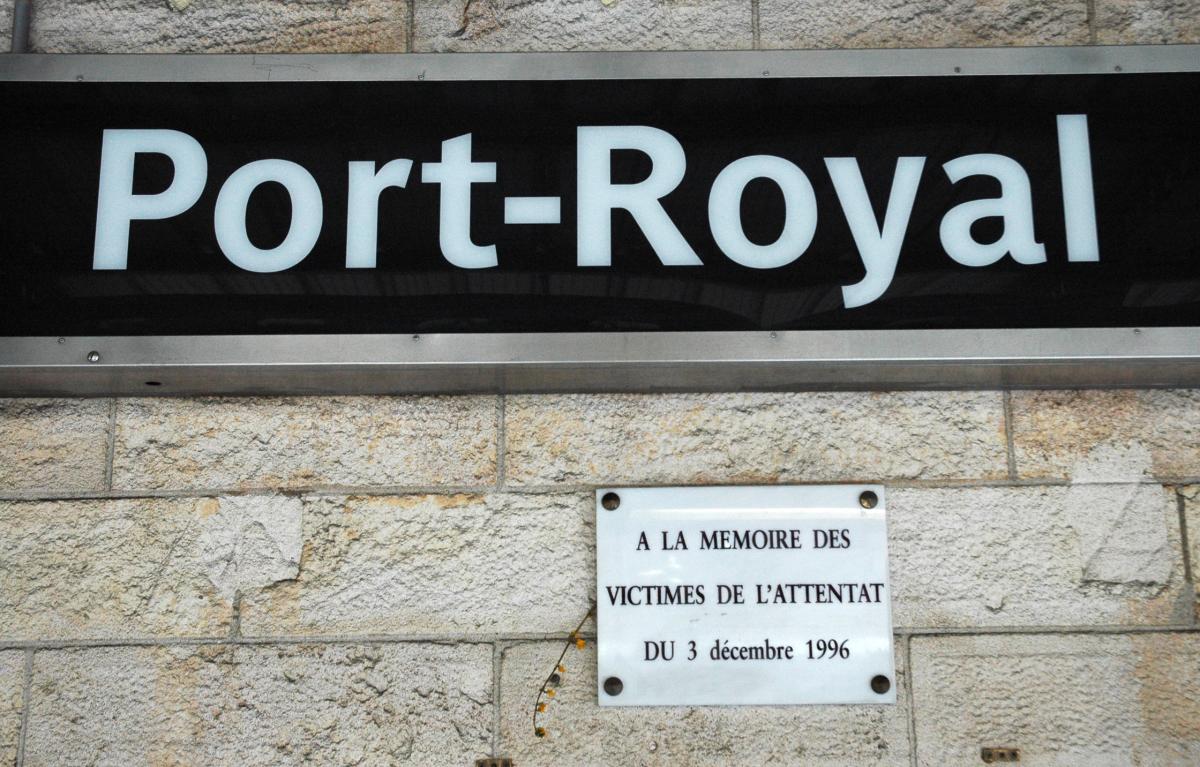 Port-Royal
A LA MEMOIRE DES
VICTIMES DE L'ATTENTAT
DU 3 décembre 1996